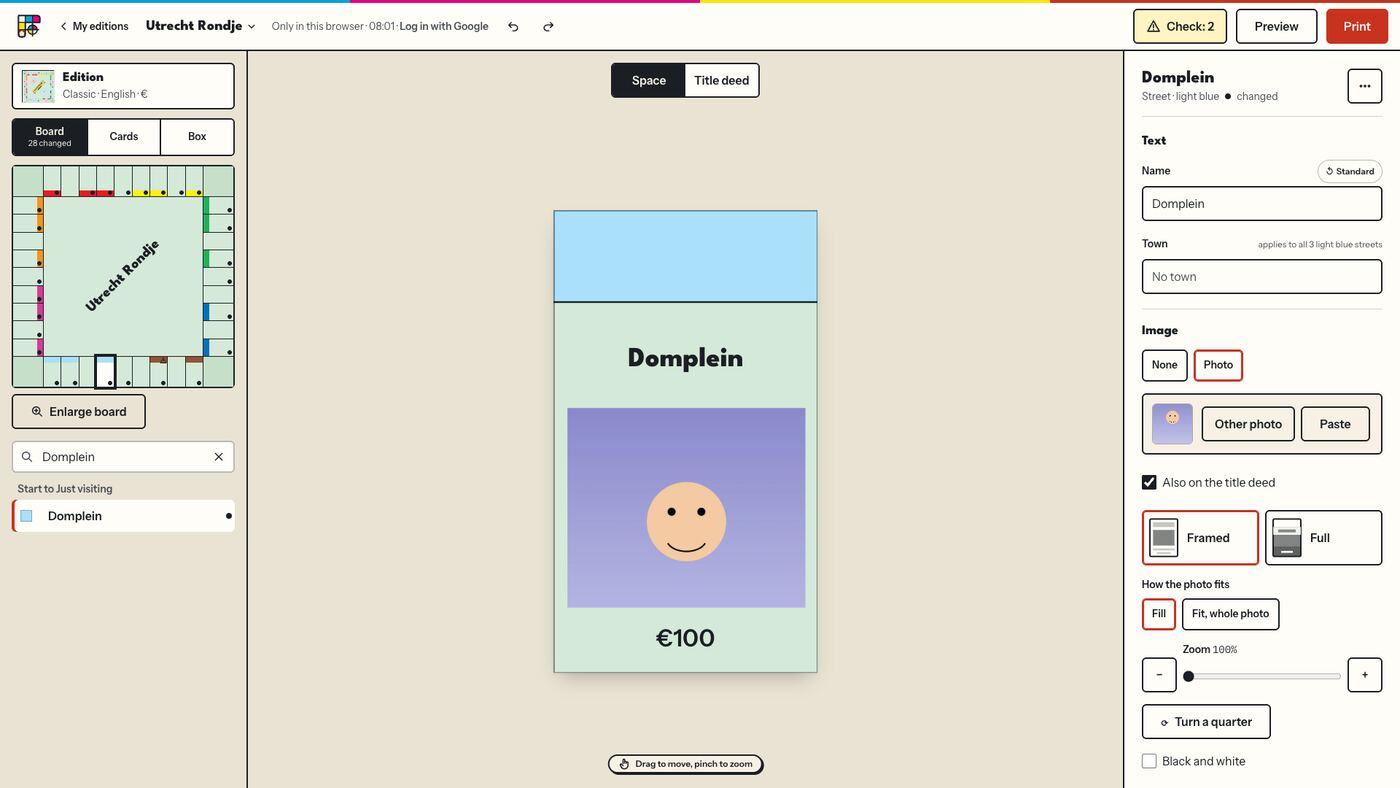 My editions
Utrecht Rondje
Only in this browser · 08:01 · Log in with Google
Check: 2
Preview
Print
Edition
Classic · English · €
Board
28 changed
Cards
Box
Utrecht Rondje
Enlarge board
Domplein
Start to Just visiting
Domplein
Space
Title deed
Domplein
€100
Drag to move, pinch to zoom
Domplein
Street · light blue ● changed
Text
Name
Standard
Domplein
Town
applies to all 3 light blue streets
No town
Image
None
Photo
Other photo
Paste
Also on the title deed
Framed
Full
How the photo fits
Fill
Fit, whole photo
Zoom 100%
−
+
Turn a quarter
Black and white